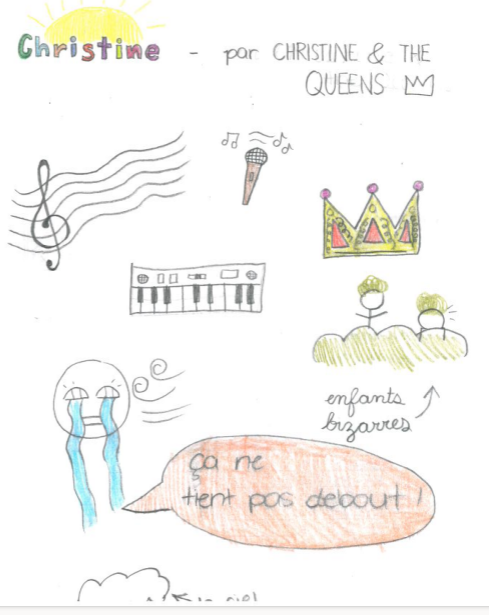 Christine - par CHRISTINE & THE
QUEENS
enfants
bizarres
ça ne
tient pas debout !